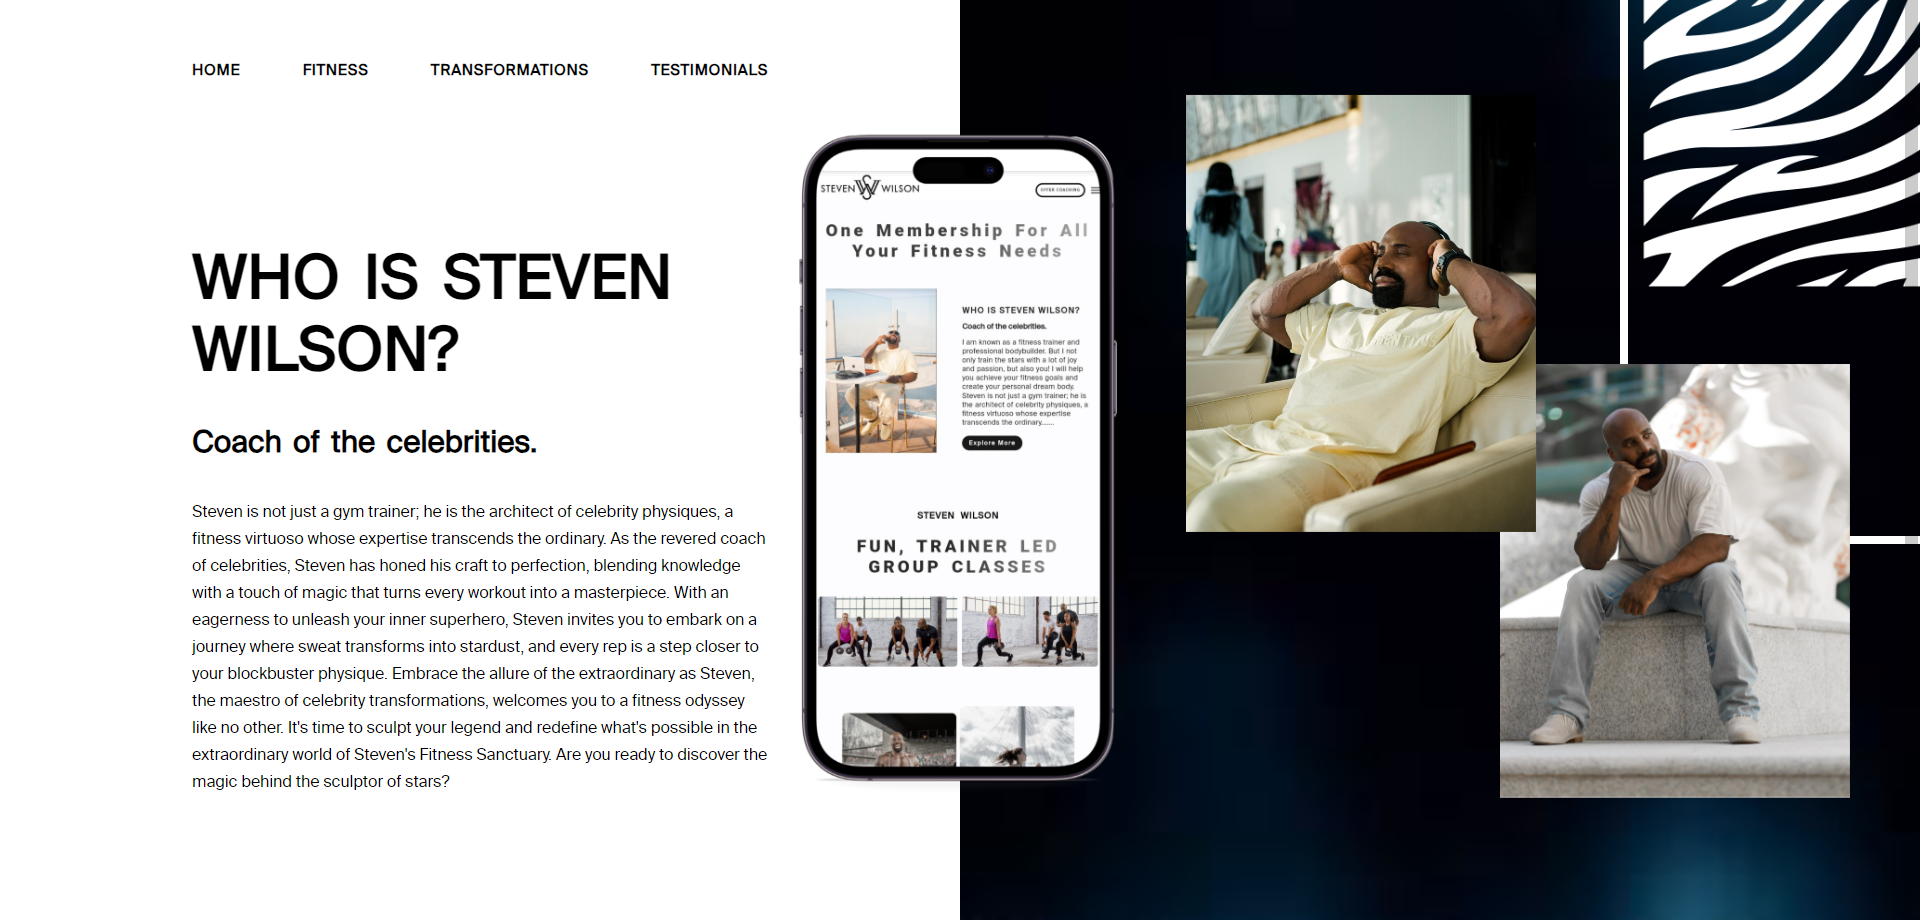 HOME FITNESS TRANSFORMATIONS TESTIMONIALS
WHO IS STEVEN
WILSON?
Coach of the celebrities.
Steven is not just a gym trainer; he is the architect of celebrity physiques, a
fitness virtuoso whose expertise transcends the ordinary. As the revered coach
of celebrities, Steven has honed his craft to perfection, blending knowledge
with a touch of magic that turns every workout into a masterpiece. With an
eagerness to unleash your inner superhero, Steven invites you to embark on a
journey where sweat transforms into stardust, and every rep is a step closer to
your blockbuster physique. Embrace the allure of the extraordinary as Steven,
the maestro of celebrity transformations, welcomes you to a fitness odyssey
like no other. It's time to sculpt your legend and redefine what's possible in the
extraordinary world of Steven's Fitness Sanctuary. Are you ready to discover the
magic behind the sculptor of stars?
STEVEN SW WILSON
OFFER COACHING
One Membership For All
Your Fitness Needs
WHO IS STEVEN WILSON?
Coach of the celebrities.
I am known as a fitness trainer and
professional bodybuilder. But I not
only train the stars with a lot of joy
and passion, but also you! I will help
you achieve your fitness goals and
create your personal dream body.
Steven is not just a gym trainer; he is
the architect of celebrity physiques, a
fitness virtuoso whose expertise
transcends the ordinary......
Explore More
STEVEN WILSON
FUN, TRAINER LED
GROUP CLASSES